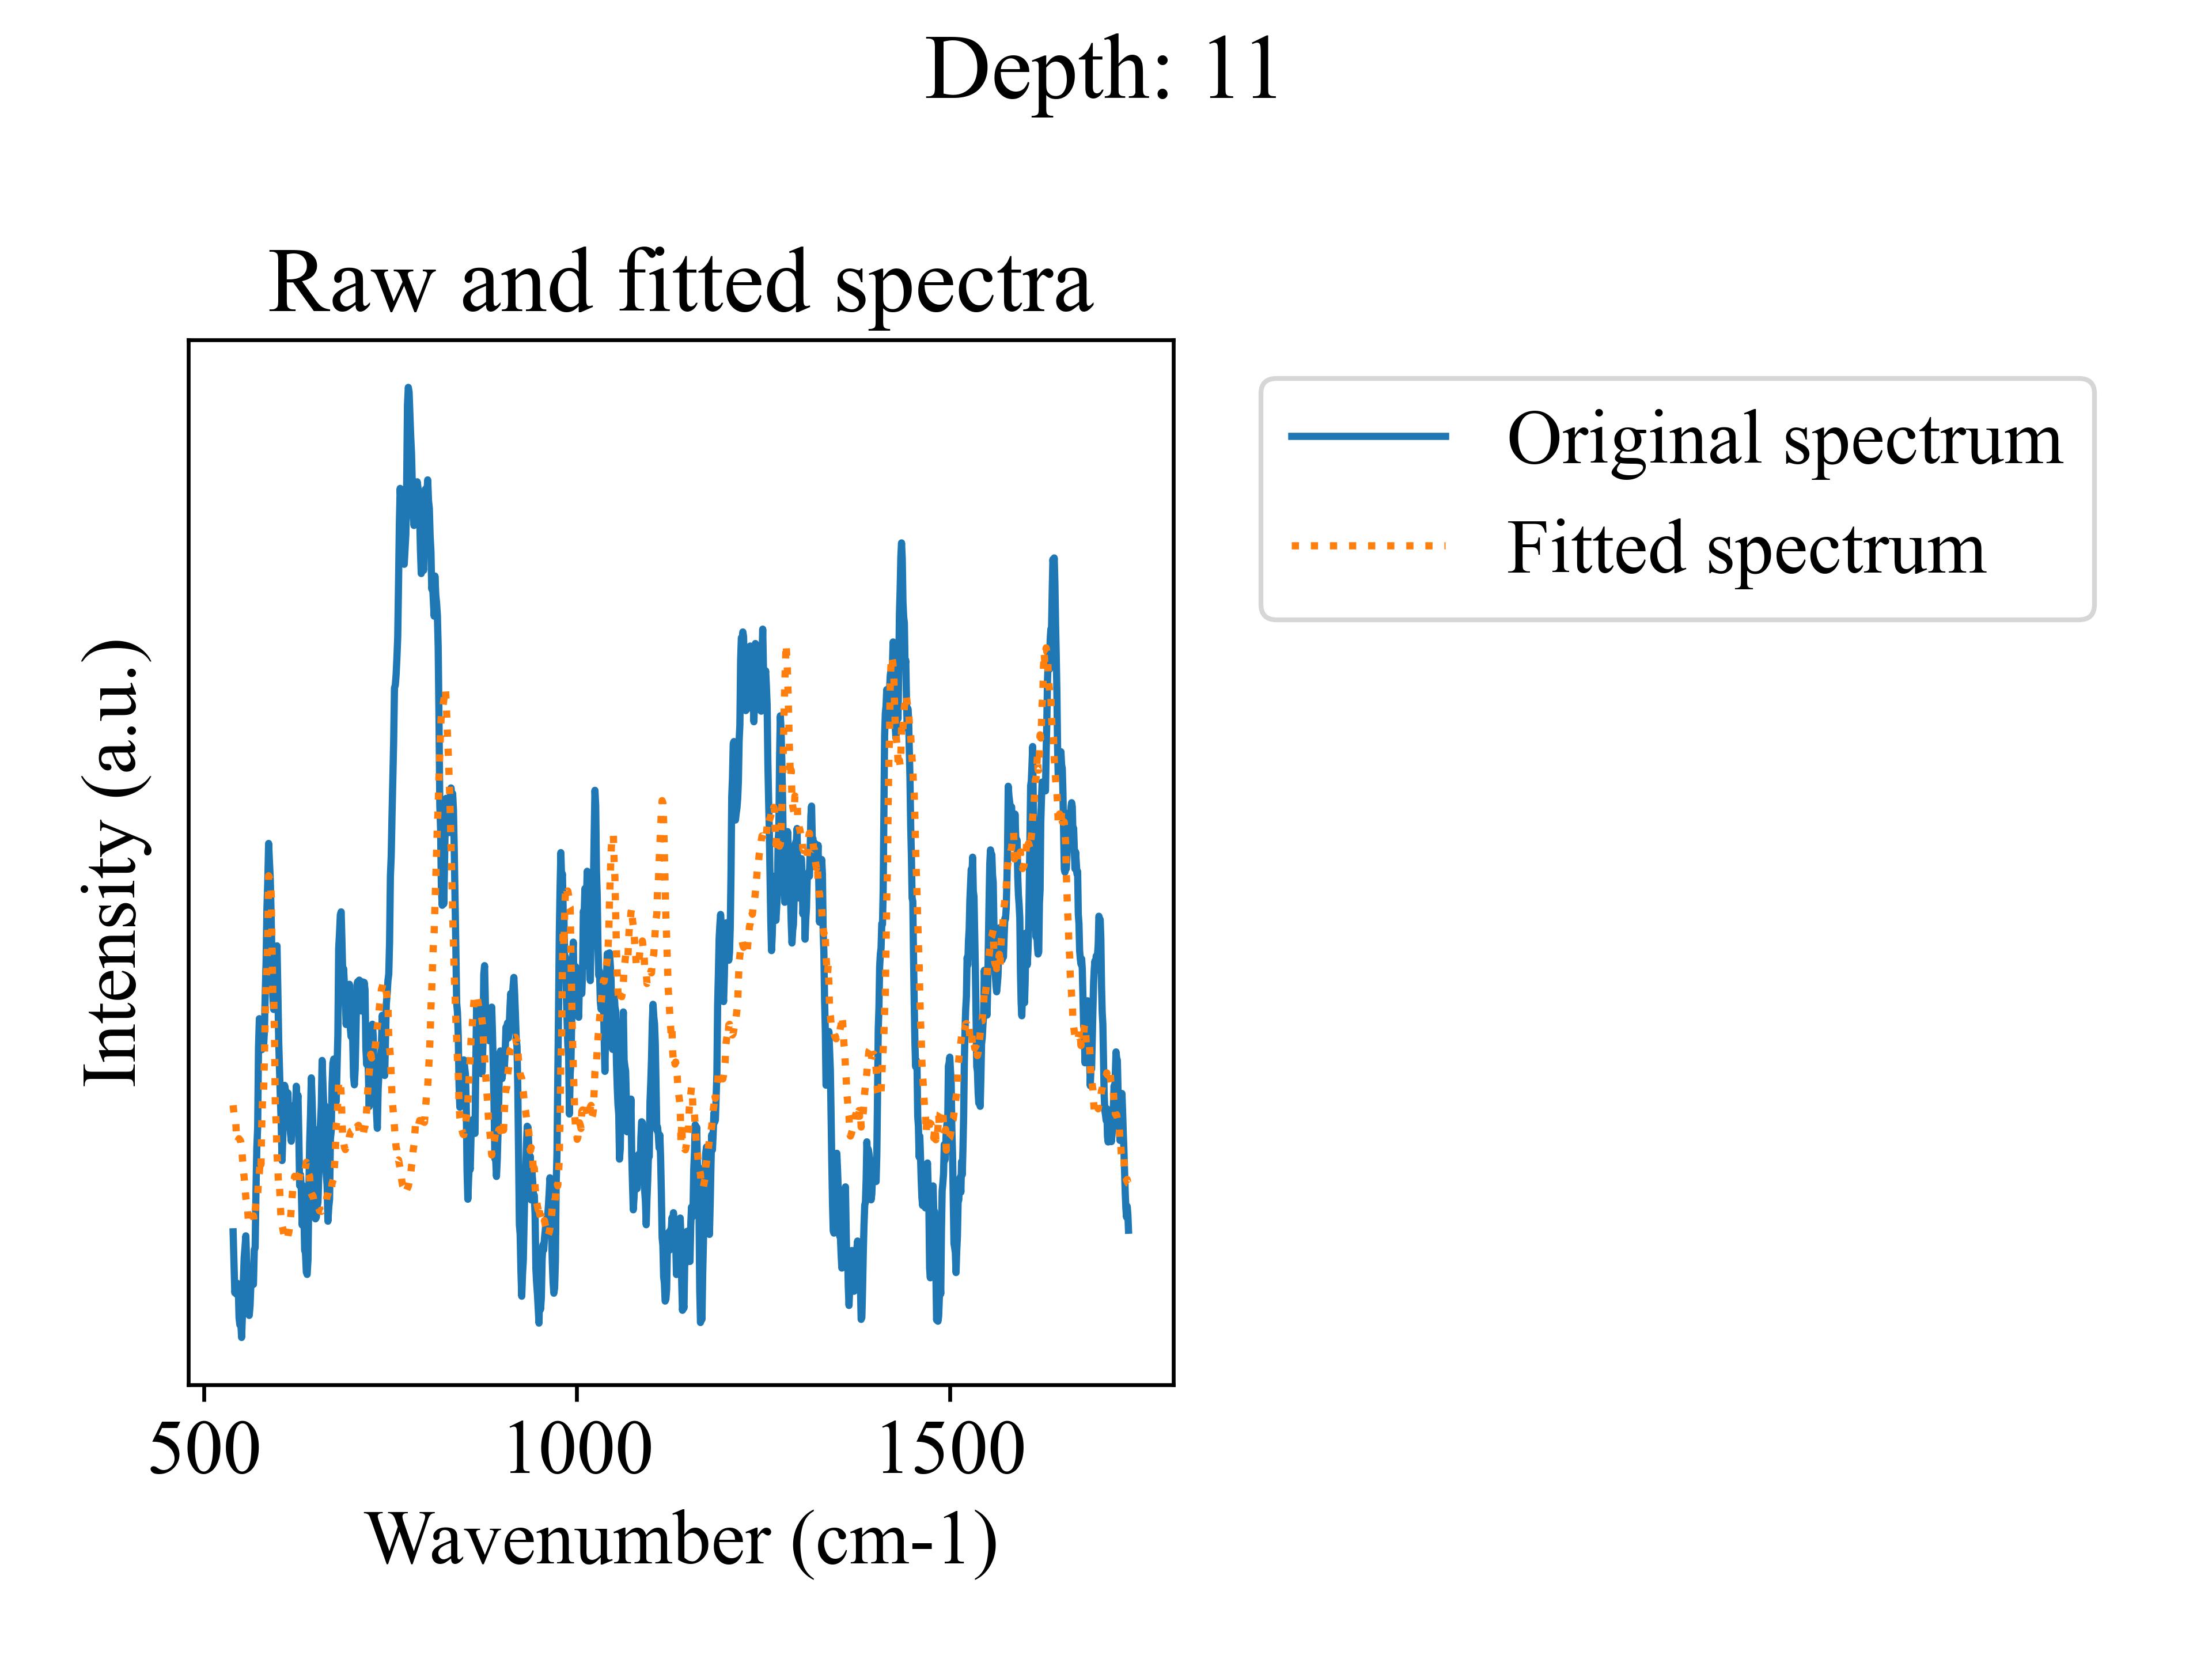 Depth: 11
Raw and fitted spectra
Original spectrum
Fitted spectrum
Intensity (a.u.)
500 1000 1500
Wavenumber (cm-1)